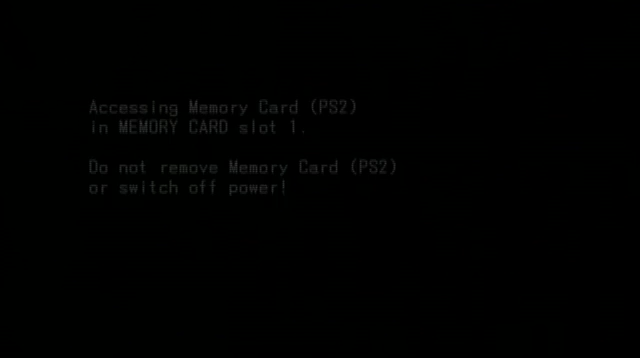 Accessing Memory Card (PS2)
in MEMORY CARD slot 1.
Do not remove Memory Card (PS2)
or switch off power!